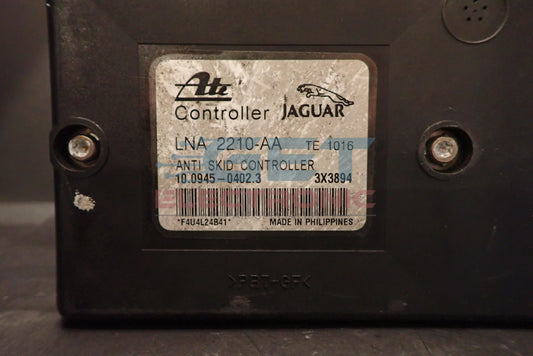 Ate
Controller JAGUAR
LNA 2210-AA TE 1016
ANTI SKID CONTROLLER
10.0945-0402.3 3X3894
*F4U4L24B41* MADE IN PHILIPPINES
>PBT-GF<